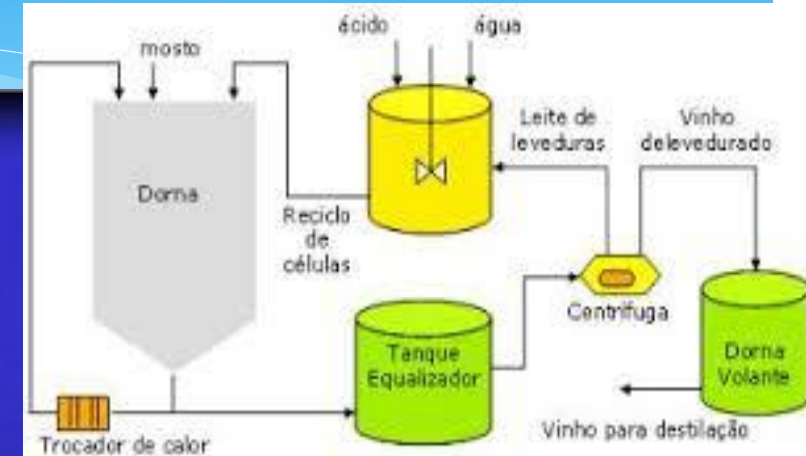 mosto
ácido
água
Leite de
leveduras
Vinho
delevedurado
Dorna
Reciclo
de
células
Centrífuga
Tanque
Equalizador
Dorna
Volante
Trocador de calor
Vinho para destilação